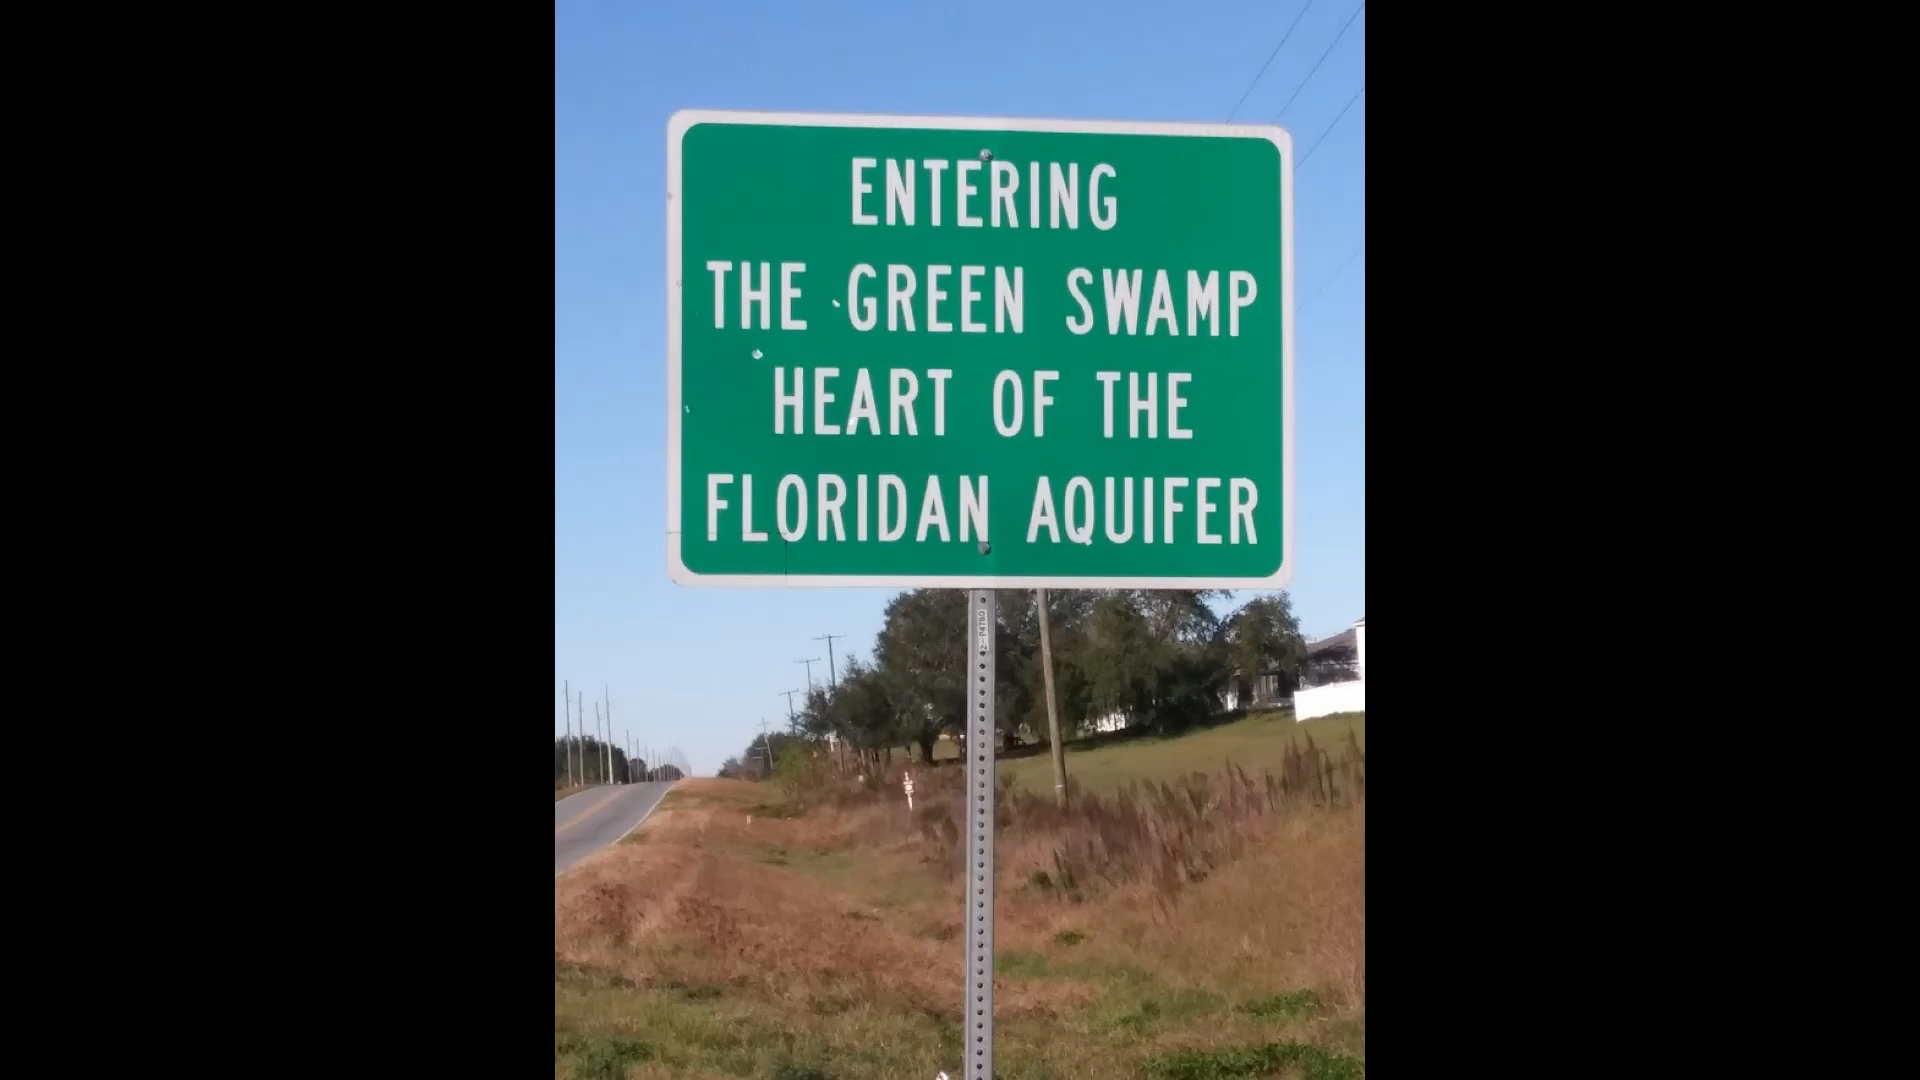 ENTERING
THE GREEN SWAMP
HEART OF THE
FLORIDAN AQUIFER